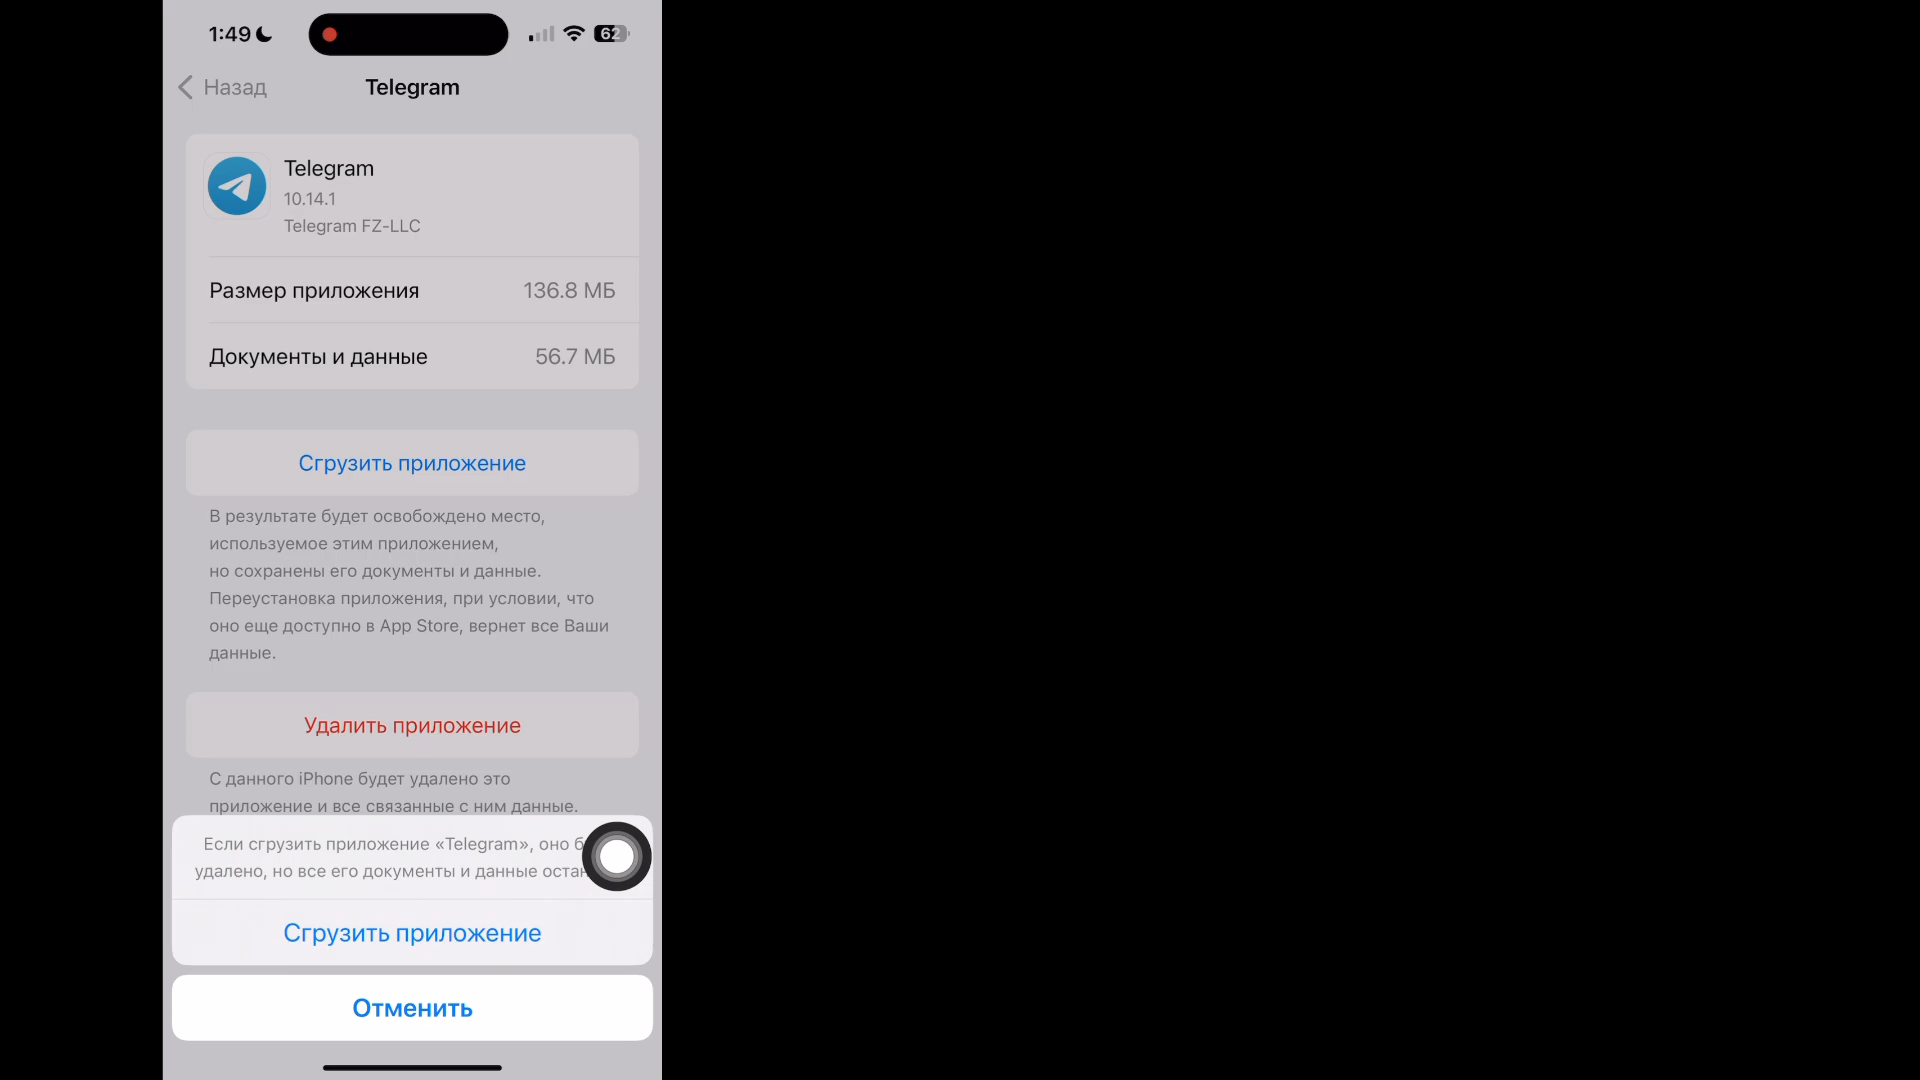 1:49
62
Назад
Telegram
Telegram
10.14.1
Telegram FZ-LLC
Размер приложения 136.8 МБ
Документы и данные 56.7 МБ
Сгрузить приложение
В результате будет освобождено место,
используемое этим приложением,
но сохранены его документы и данные.
Переустановка приложения, при условии, что
оно еще доступно в App Store, вернет все Ваши
данные.
Удалить приложение
С данного iPhone будет удалено это
приложение и все связанные с ним данные.
Если сгрузить приложение «Telegram», оно
удалено, но все его документы и данные
Сгрузить приложение
Отменить